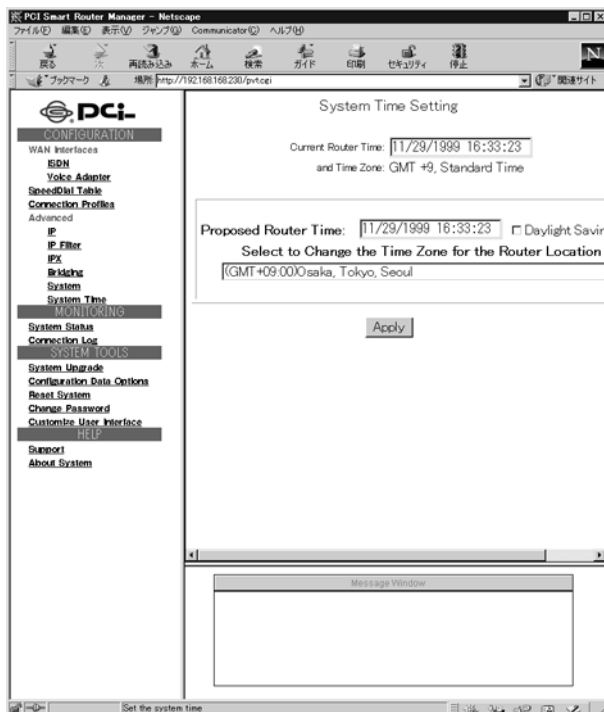 PCI Smart Router Manager - Netscape
ファイル(F) 編集(E) 表示(V) ジャンプ(G) Communicator(C) ヘルプ(H)
戻る 次 再読み込み ホーム 検索 ガイド 印刷 セキュリティ 停止
N
ブックマーク 場所: http://192.168.168.230/pvt.cgi 関連サイト
PCi
CONFIGURATION
WAN Interfaces
ISDN
Voice Adapter
SpeedDial Table
Connection Profiles
Advanced
IP
IP Filter
IPX
Bridging
System
System Time
MONITORING
System Status
Connection Log
SYSTEM TOOLS
System Upgrade
Configuration Data Options
Reset System
Change Password
Customize User Interface
HELP
Support
About System
System Time Setting
Current Router Time: 11/29/1999 16:33:23
and Time Zone: GMT +9, Standard Time
Proposed Router Time: 11/29/1999 16:33:23 Daylight Savin
Select to Change the Time Zone for the Router Location
(GMT+09:00)Osaka, Tokyo, Seoul
Apply
Message Window
Set the system time